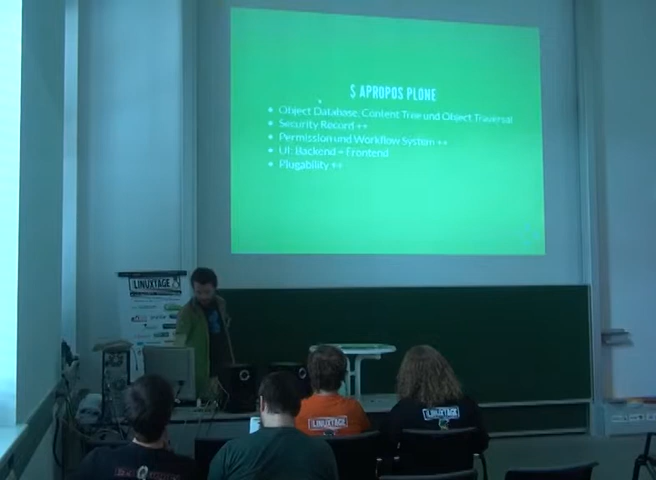 $ APROPOS PLONE
Object Database, Content Tree und Object Traversal
Security Record ++
Permission und Workflow System ++
UI: Backend = Frontend
Plugability ++
LINUXTAGE
LINUXTAGE
LINUXTAGE